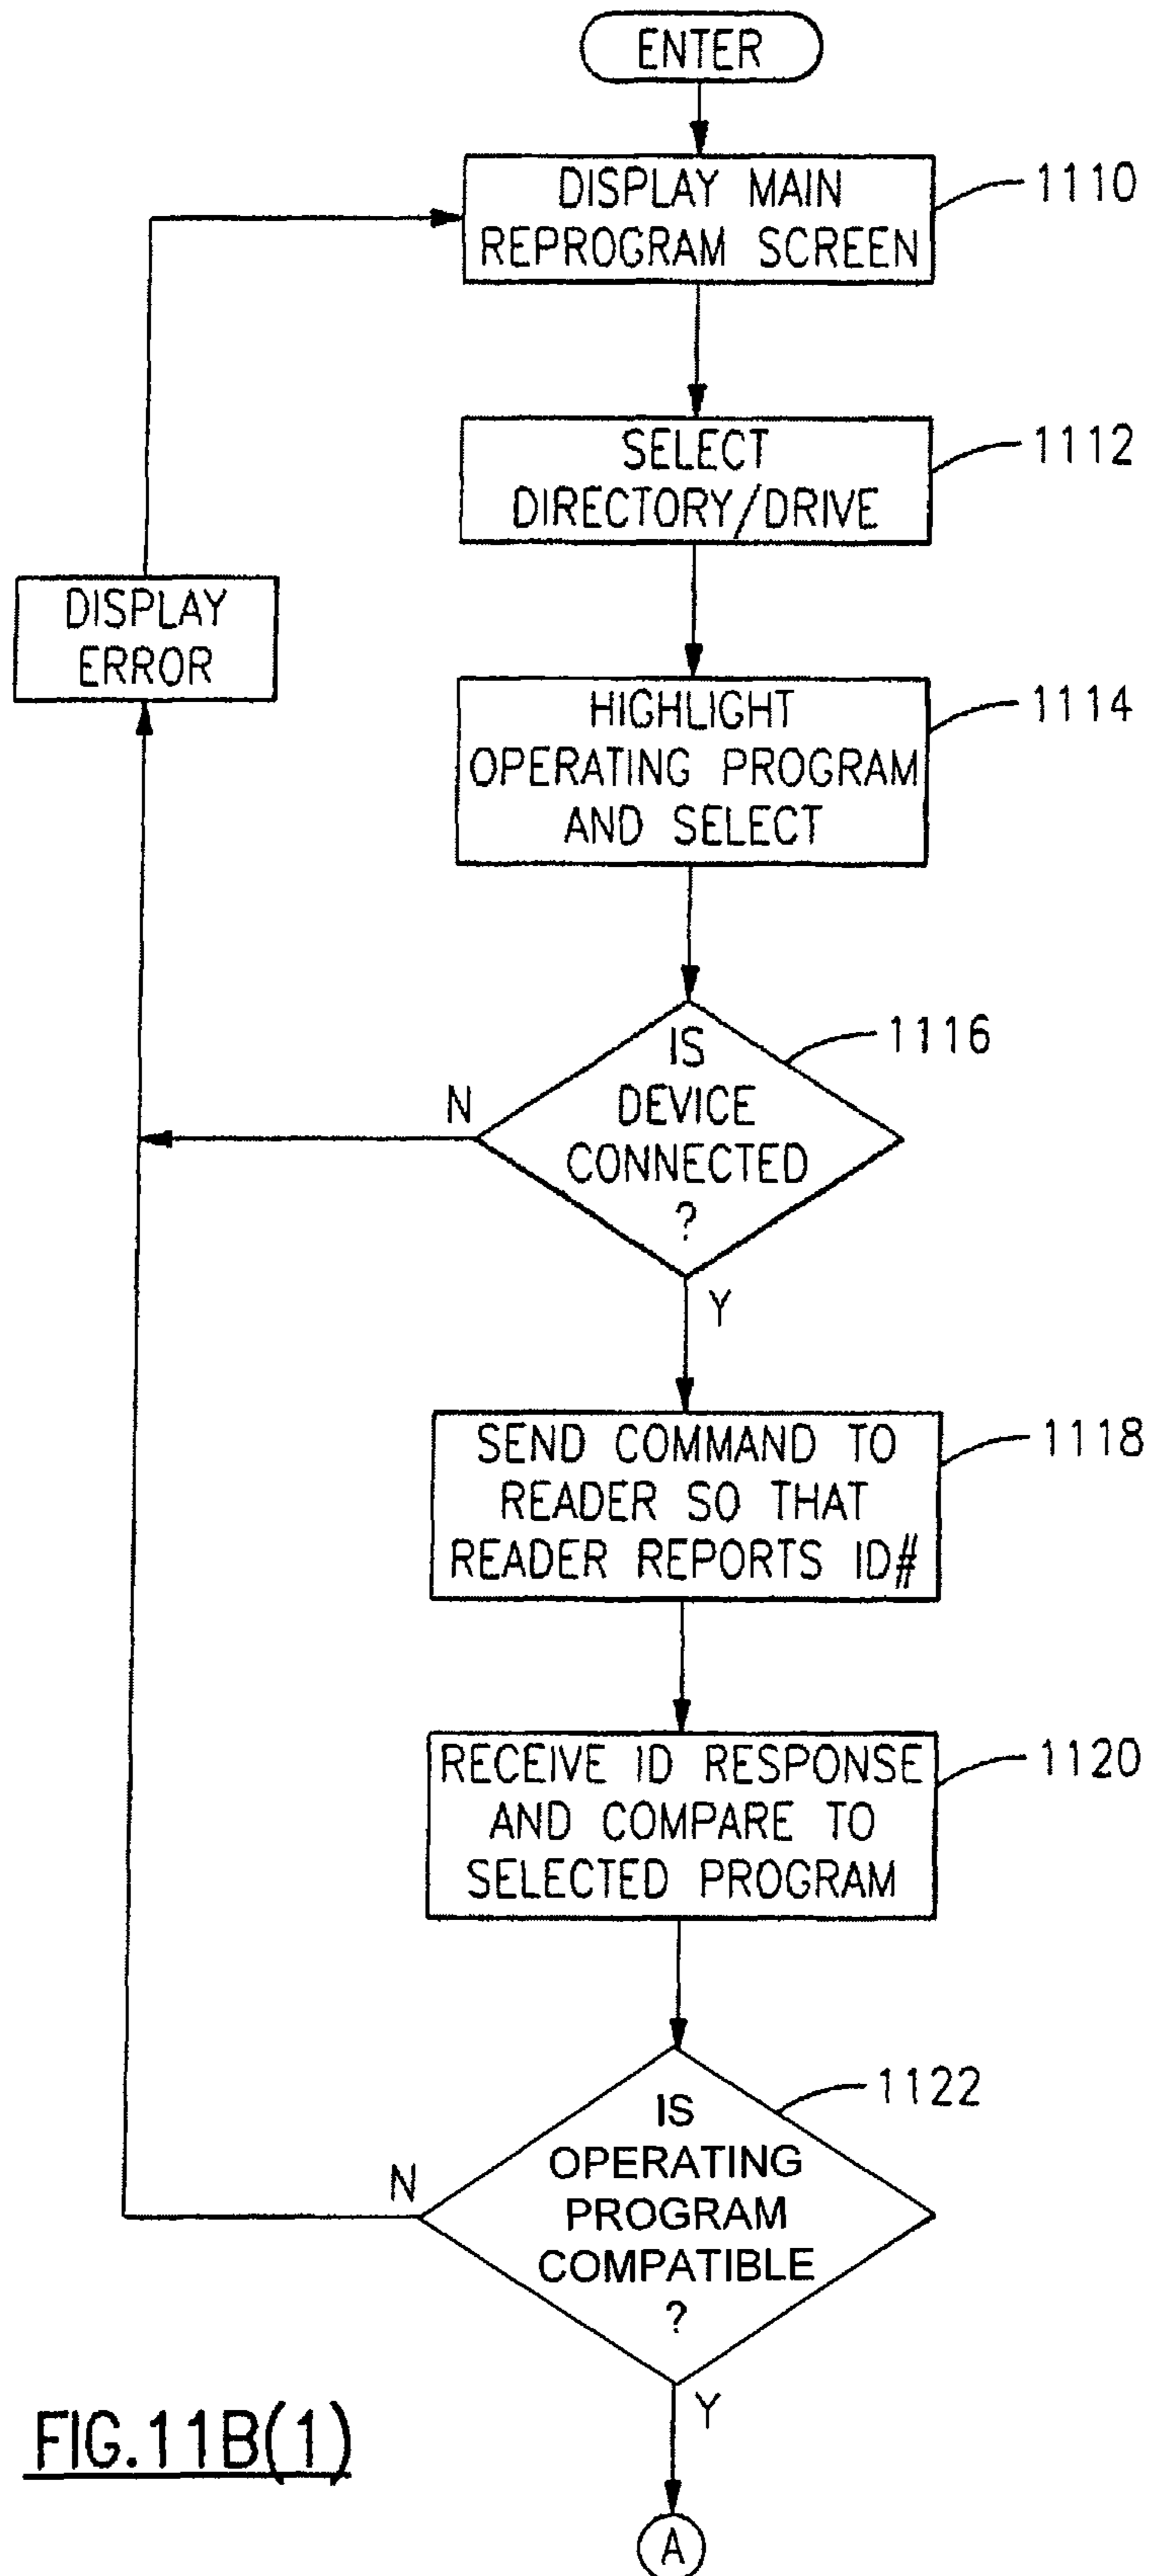 ENTER
DISPLAY MAIN
REPROGRAM SCREEN
1110
SELECT
DIRECTORY/DRIVE
1112
DISPLAY
ERROR
HIGHLIGHT
OPERATING PROGRAM
AND SELECT
1114
IS
DEVICE
CONNECTED
?
1116
N
Y
SEND COMMAND TO
READER SO THAT
READER REPORTS ID#
1118
RECEIVE ID RESPONSE
AND COMPARE TO
SELECTED PROGRAM
1120
IS
OPERATING
PROGRAM
COMPATIBLE
?
1122
N
Y
A
FIG.11B(1)